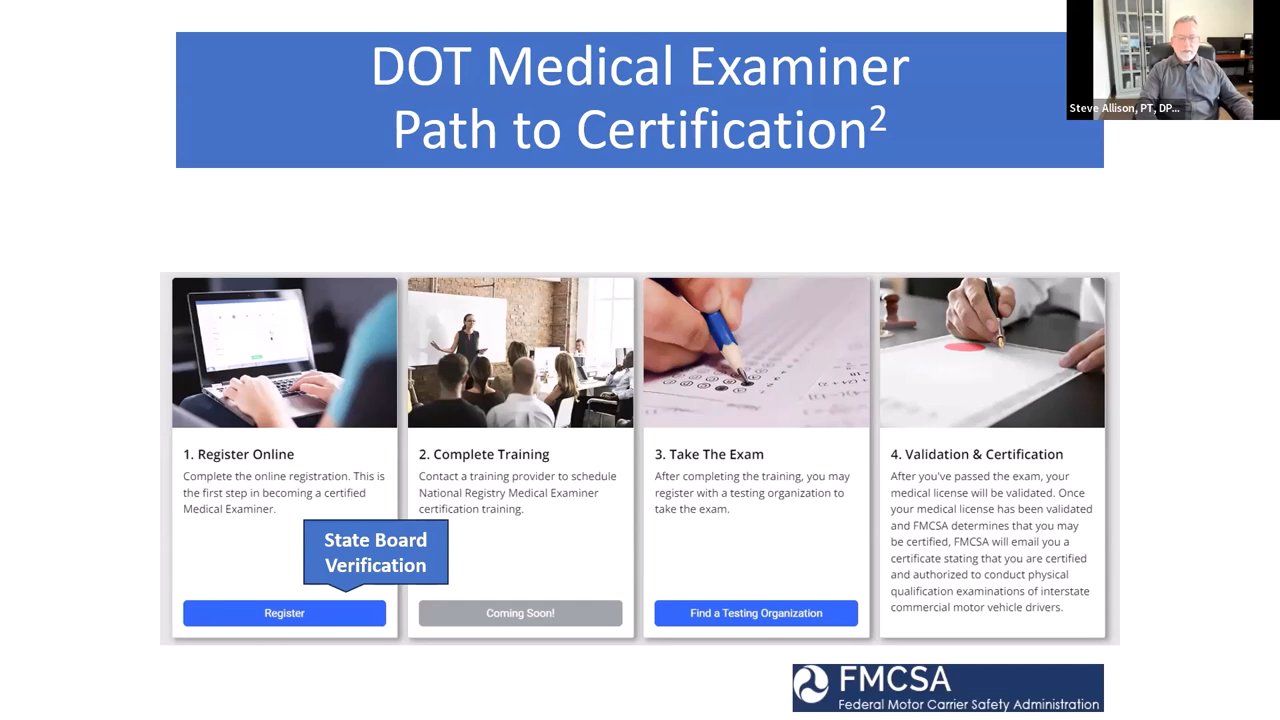 DOT Medical Examiner
Path to Certification2
Steve Allison, PT, DP...
1. Register Online
Complete the online registration. This is
the first step in becoming a certified
Medical Examiner.
State Board
Verification
Register
2. Complete Training
Contact a training provider to schedule
National Registry Medical Examiner
certification training.
Coming Soon!
3. Take The Exam
After completing the training, you may
register with a testing organization to
take the exam.
Find a Testing Organization
4. Validation & Certification
After you've passed the exam, your
medical license will be validated. Once
your medical license has been validated
and FMCSA determines that you may
be certified, FMCSA will email you a
certificate stating that you are certified
and authorized to conduct physical
qualification examinations of interstate
commercial motor vehicle drivers.
FMCSA
Federal Motor Carrier Safety Administration